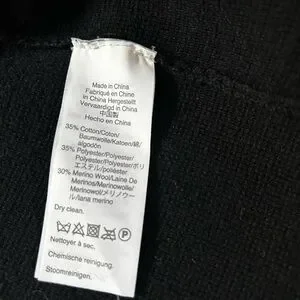 Made in China
Fabriqué en Chine
In China Hergestellt
Vervaardigd in China
中国製
Hecho en China
35% Cotton/Coton/
Baumwolle/Katoen/綿/
algodón
35% Polyester/Polyester/
Polyester/Polyester/ポリ
エステル/poliéster
30% Merino Wool/Laine De
Merinos/Merinowolle/
Merinowol/メリノウー
ル/lana merino
Dry clean.
P
Nettoyer à sec.
Chemische reinigung.
Stoomreinigen.